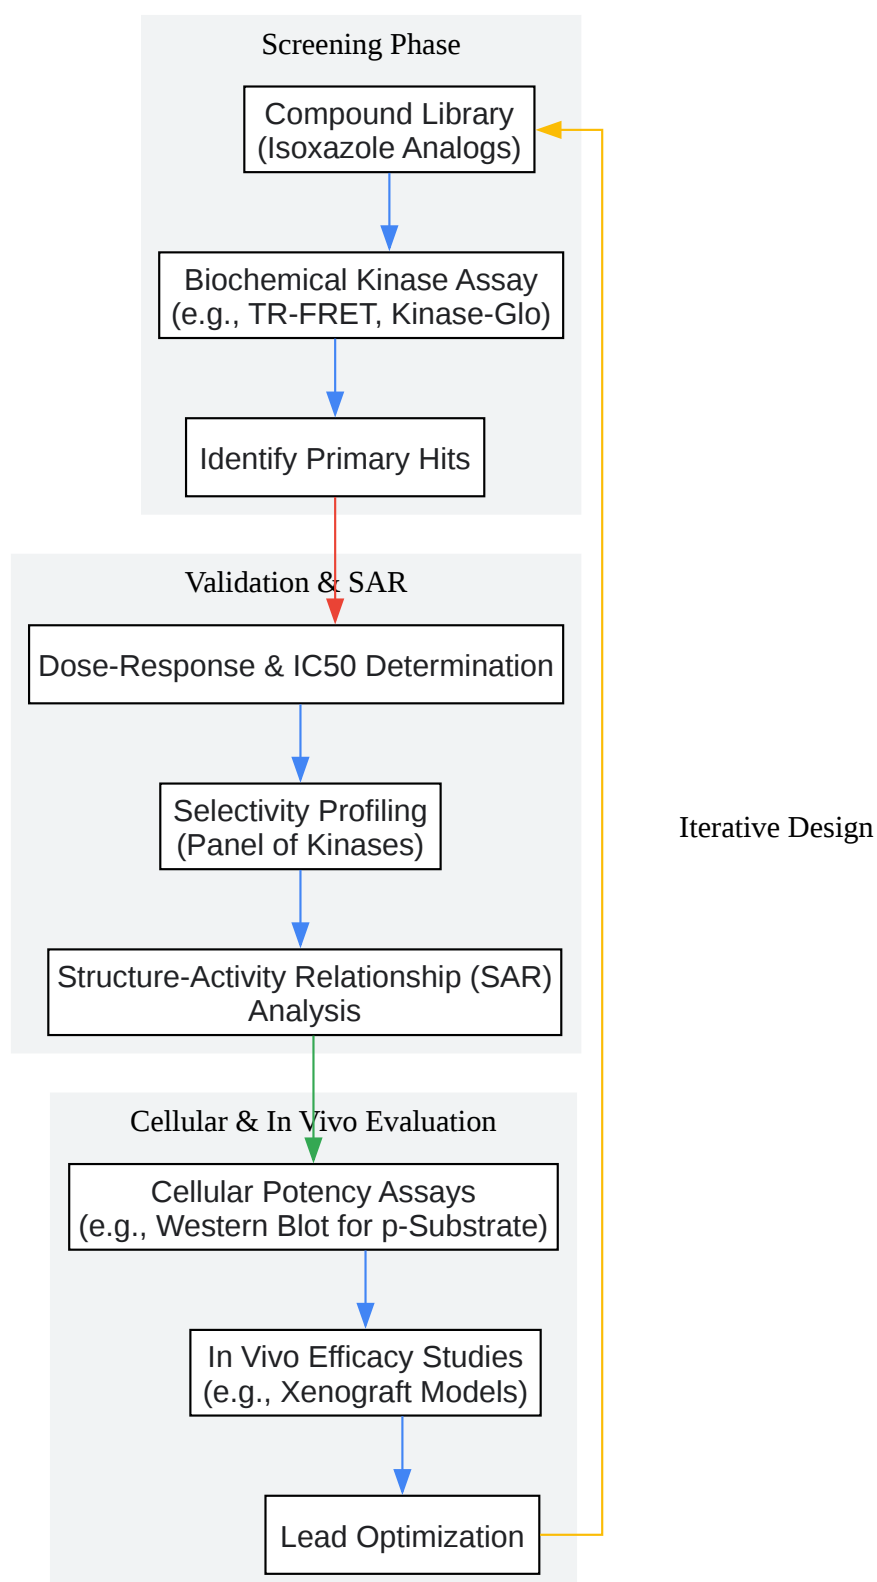 Screening Phase
Compound Library
(Isoxazole Analogs)
Biochemical Kinase Assay
(e.g., TR-FRET, Kinase-Glo)
Identify Primary Hits
Validation & SAR
Dose-Response & IC50 Determination
Selectivity Profiling
(Panel of Kinases)
Iterative Design
Structure-Activity Relationship (SAR)
Analysis
Cellular & In Vivo Evaluation
Cellular Potency Assays
(e.g., Western Blot for p-Substrate)
In Vivo Efficacy Studies
(e.g., Xenograft Models)
Lead Optimization